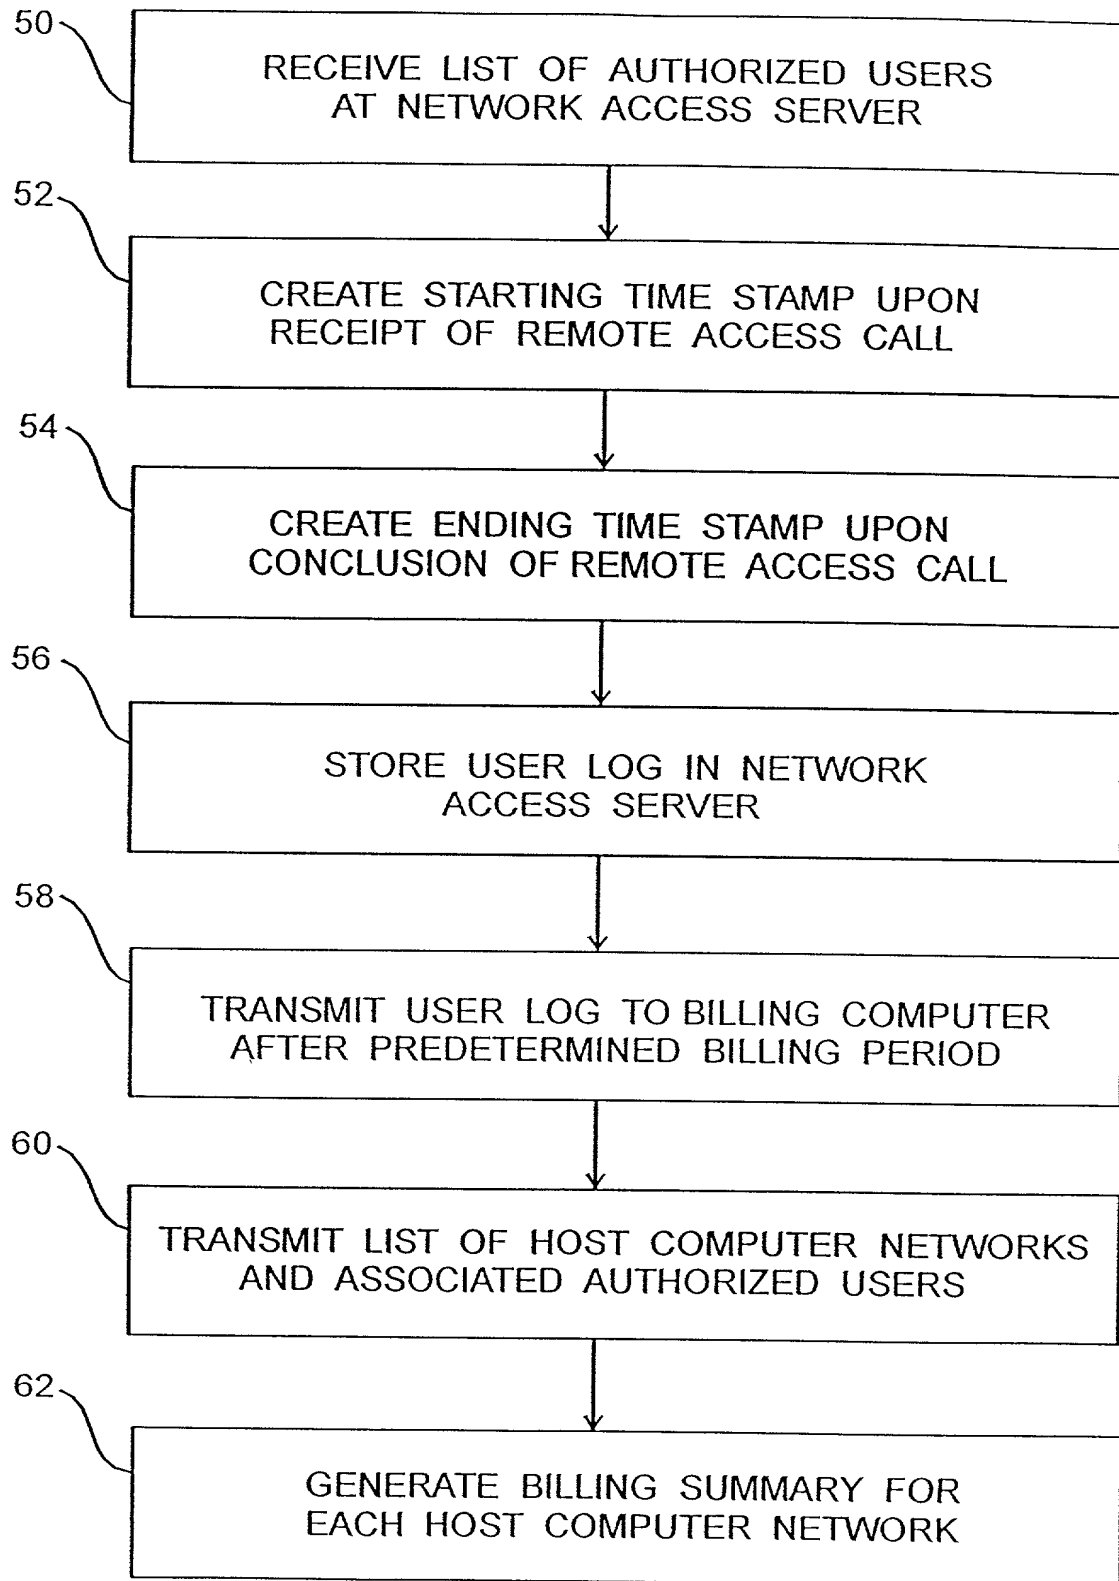 50
RECEIVE LIST OF AUTHORIZED USERS
AT NETWORK ACCESS SERVER
52
CREATE STARTING TIME STAMP UPON
RECEIPT OF REMOTE ACCESS CALL
54
CREATE ENDING TIME STAMP UPON
CONCLUSION OF REMOTE ACCESS CALL
56
STORE USER LOG IN NETWORK
ACCESS SERVER
58
TRANSMIT USER LOG TO BILLING COMPUTER
AFTER PREDETERMINED BILLING PERIOD
60
TRANSMIT LIST OF HOST COMPUTER NETWORKS
AND ASSOCIATED AUTHORIZED USERS
62
GENERATE BILLING SUMMARY FOR
EACH HOST COMPUTER NETWORK